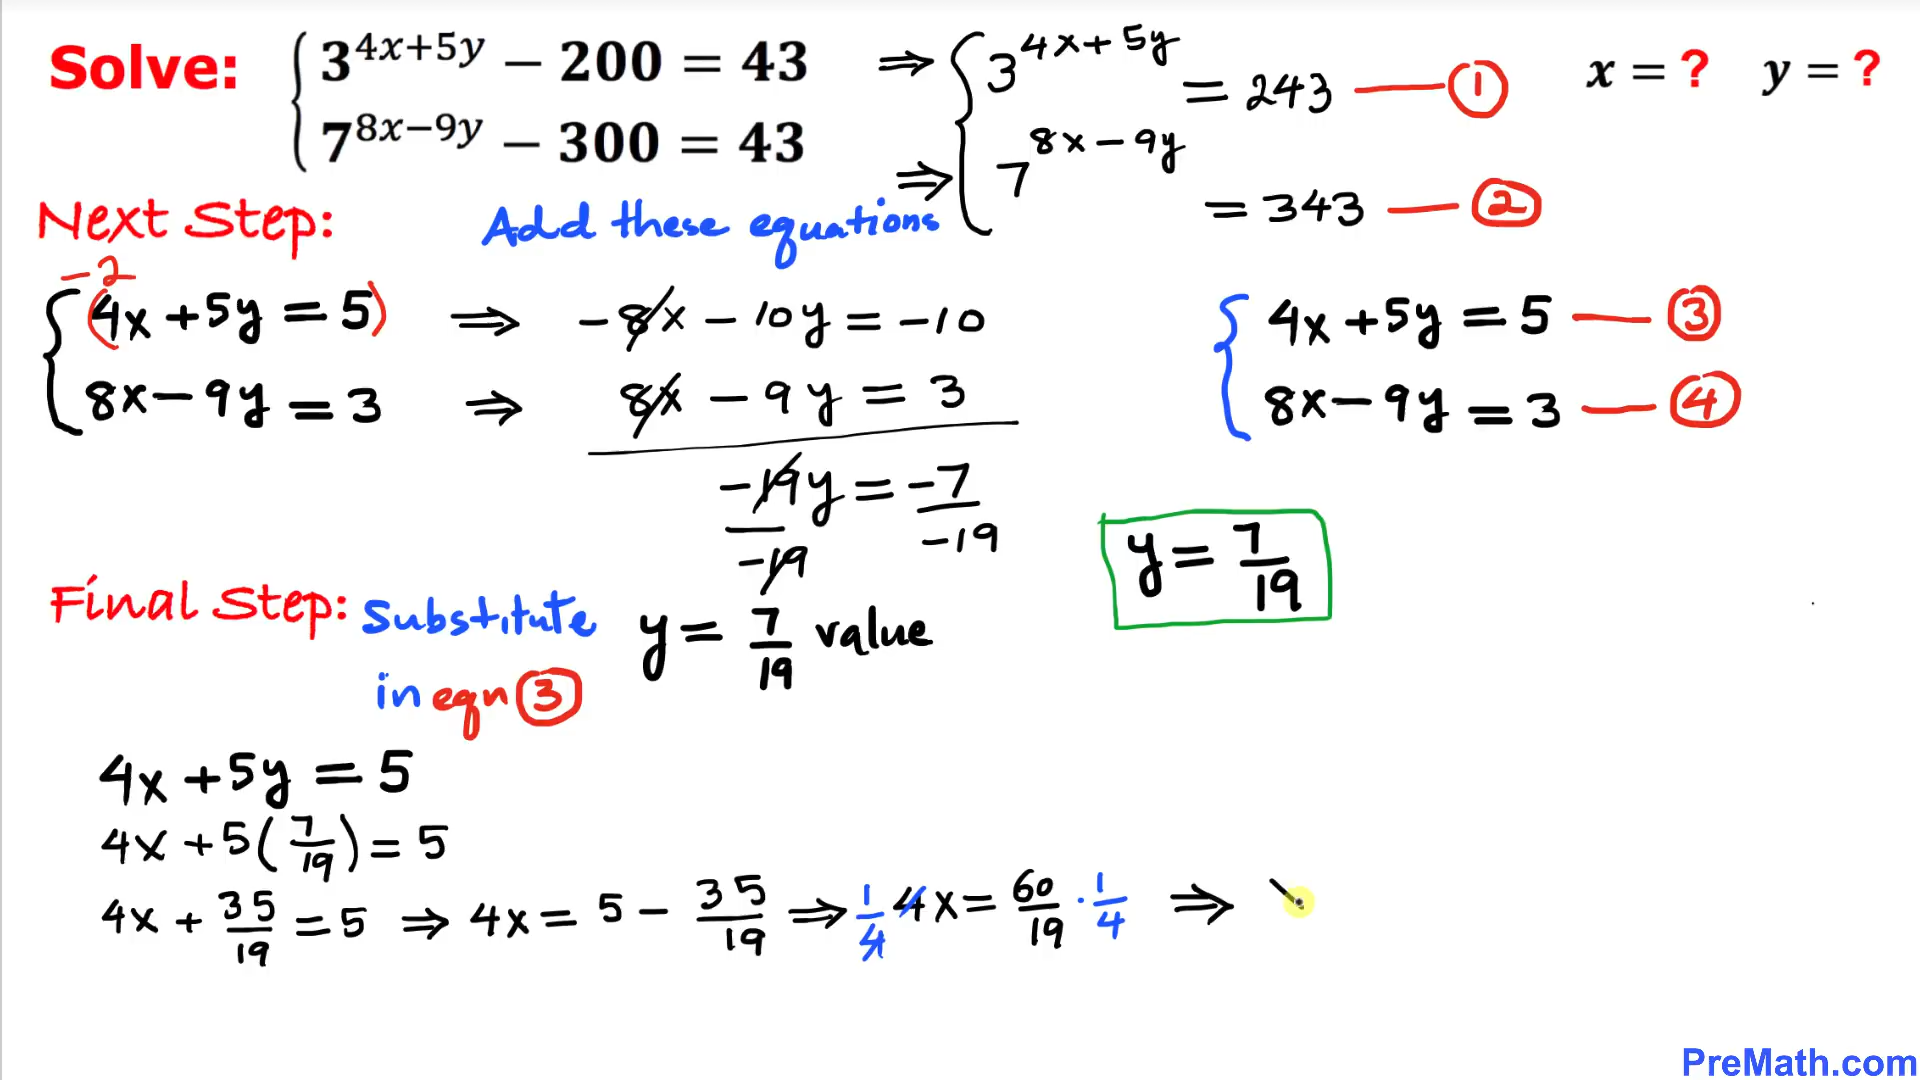 Solve: { 3^{4x+5y} − 200 = 43 ⇒ { 3^{4x+5y} = 243 — ① x = ? y = ?
7^{8x−9y} − 300 = 43 ⇒ 7^{8x−9y} = 343 — ②
Next Step: Add these equations
−2
{ (4x + 5y = 5) ⇒ −8x − 10y = −10 { 4x + 5y = 5 — ③
8x − 9y = 3 ⇒ 8x − 9y = 3 8x − 9y = 3 — ④
−19y/−19 = −7/−19
y = 7/19
Final Step: Substitute y = 7/19 value
in eqn ③
4x + 5y = 5
4x + 5(7/19) = 5
4x + 35/19 = 5 ⇒ 4x = 5 − 35/19 ⇒ 1/4 4x = 60/19 · 1/4 ⇒
PreMath.com